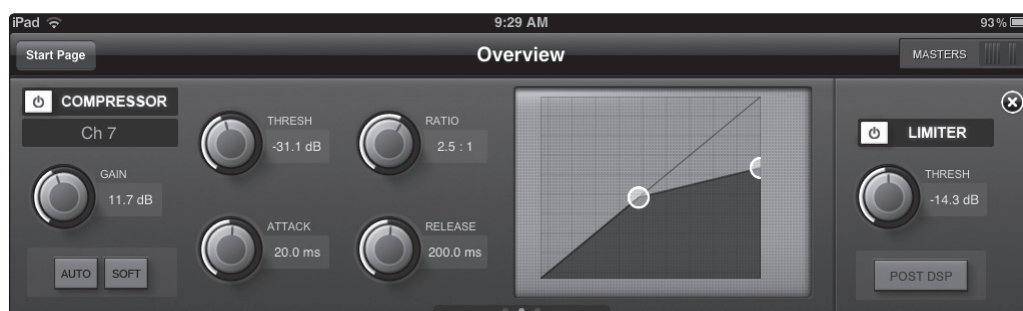 iPad 9:29 AM 93%
Start Page Overview MASTERS
COMPRESSOR
Ch 7
GAIN
11.7 dB
AUTO SOFT
THRESH
-31.1 dB
RATIO
2.5 : 1
ATTACK
20.0 ms
RELEASE
200.0 ms
LIMITER
THRESH
-14.3 dB
POST DSP